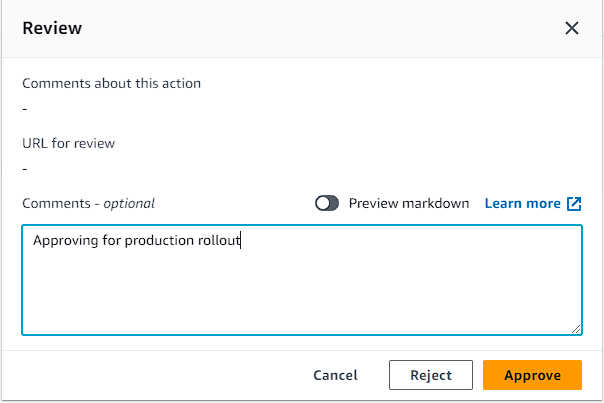 Review
Comments about this action
-
URL for review
-
Comments - optional Preview markdown Learn more
Approving for production rollout
Cancel Reject Approve